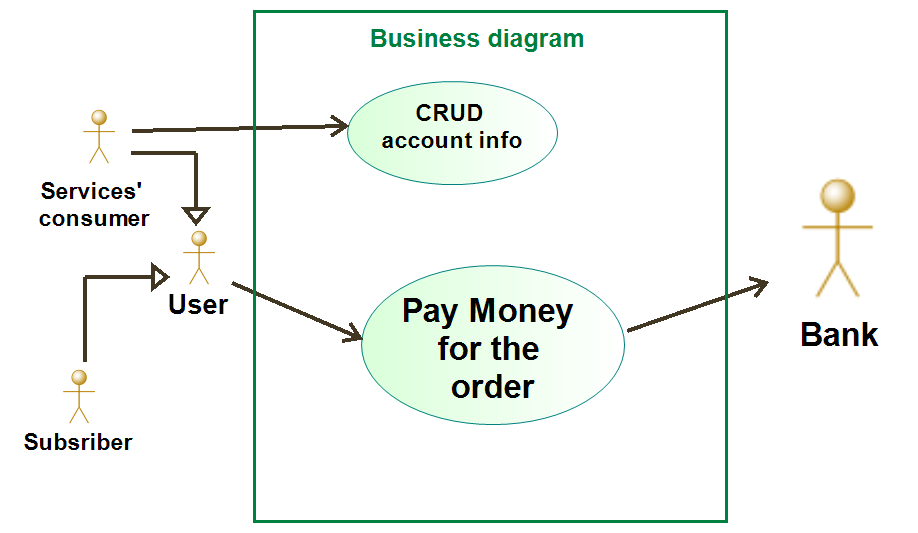 Business diagram
CRUD
account info
Services'
consumer
User
Pay Money
for the
order
Bank
Subsriber